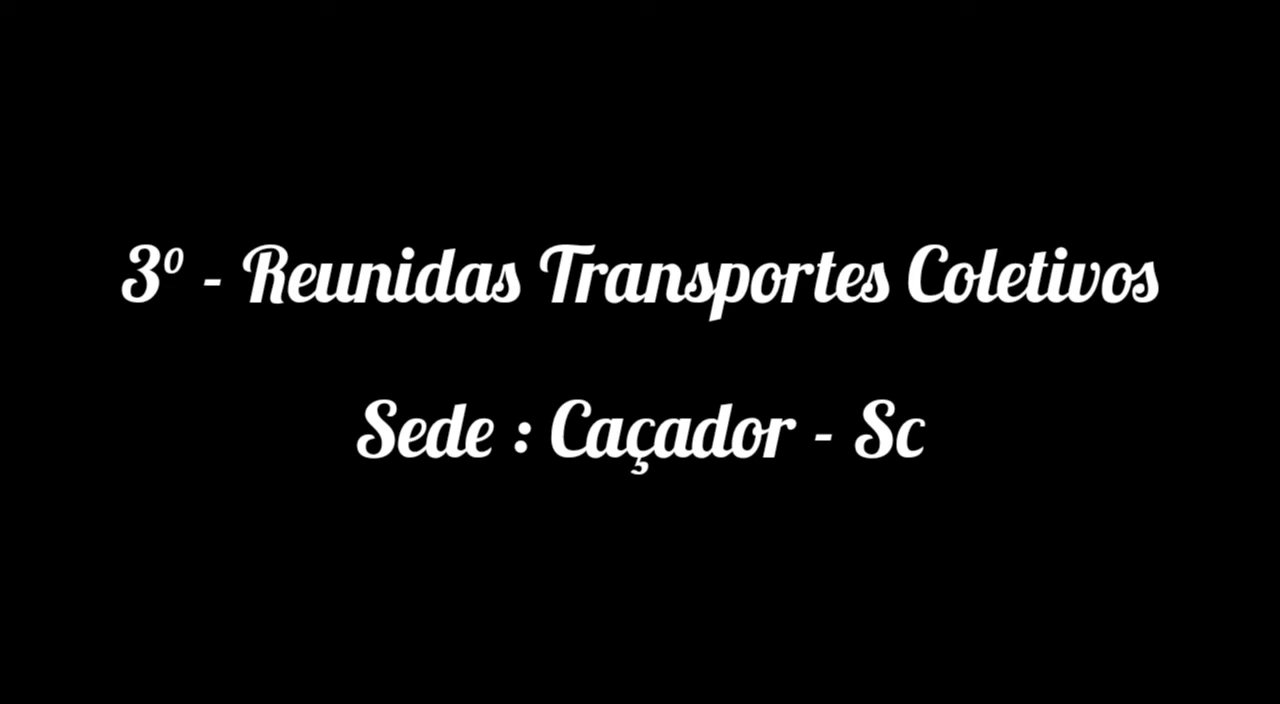 3º - Reunidas Transportes Coletivos
Sede : Caçador - Sc